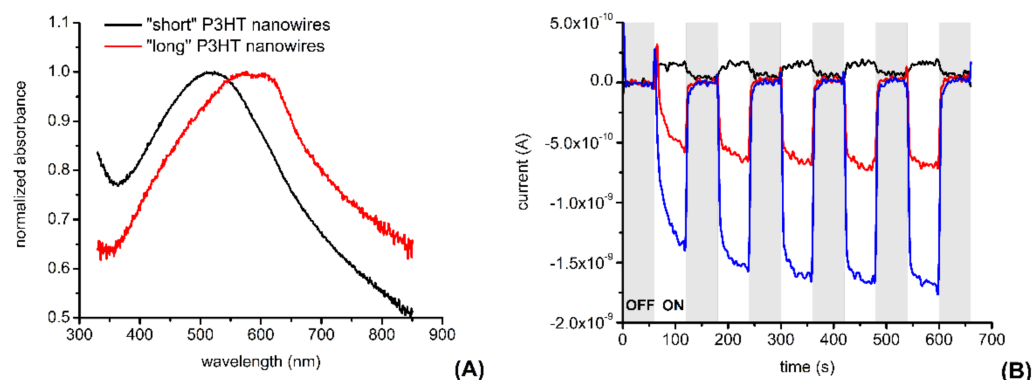 "short" P3HT nanowires
"long" P3HT nanowires
normalized absorbance
1.1
1.0
0.9
0.8
0.7
0.6
0.5
300 400 500 600 700 800 900
wavelength (nm)
(A)
current (A)
5.0x10⁻¹⁰
0.0
-5.0x10⁻¹⁰
-1.0x10⁻⁹
-1.5x10⁻⁹
-2.0x10⁻⁹
OFF ON
0 100 200 300 400 500 600 700
time (s)
(B)